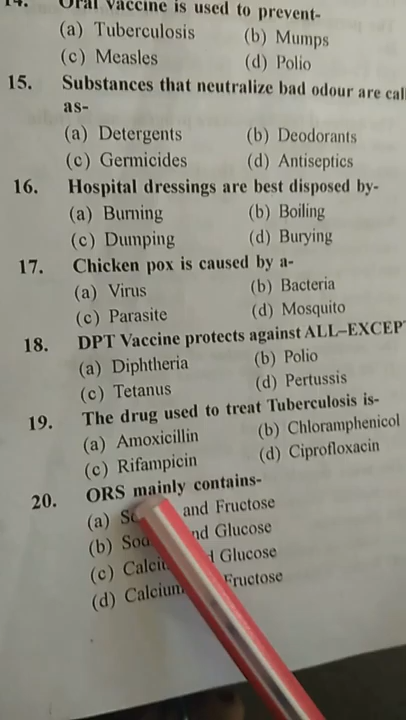 14. Oral vaccine is used to prevent-
(a) Tuberculosis (b) Mumps
(c) Measles (d) Polio
15. Substances that neutralize bad odour are
as-
(a) Detergents (b) Deodorants
(c) Germicides (d) Antiseptics
16. Hospital dressings are best disposed by-
(a) Burning (b) Boiling
(c) Dumping (d) Burying
17. Chicken pox is caused by a-
(a) Virus (b) Bacteria
(c) Parasite (d) Mosquito
18. DPT Vaccine protects against ALL–EXCEP
(a) Diphtheria (b) Polio
(c) Tetanus (d) Pertussis
19. The drug used to treat Tuberculosis is-
(a) Amoxicillin (b) Chloramphenicol
(c) Rifampicin (d) Ciprofloxacin
20. ORS mainly contains-
(a) and Fructose
(b) Glucose
(c) Glucose
(d) Calcium Fructose